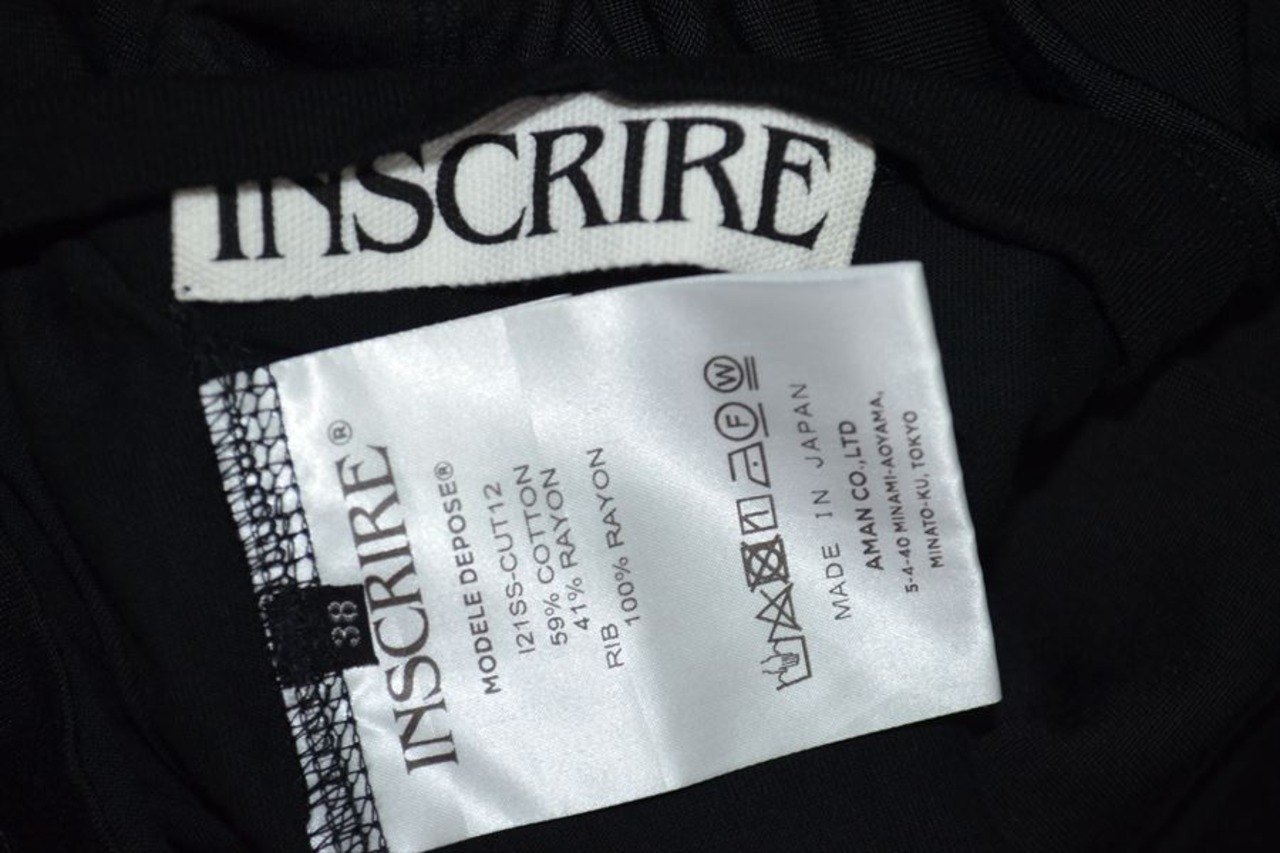 INSCRIRE
INSCRIRE®
38
MODELE DEPOSE®
I21SS-CUT12
59% COTTON
41% RAYON
RIB
100% RAYON
F W
MADE IN JAPAN
AMAN CO.,LTD
5-4-40 MINAMI-AOYAMA,
MINATO-KU, TOKYO